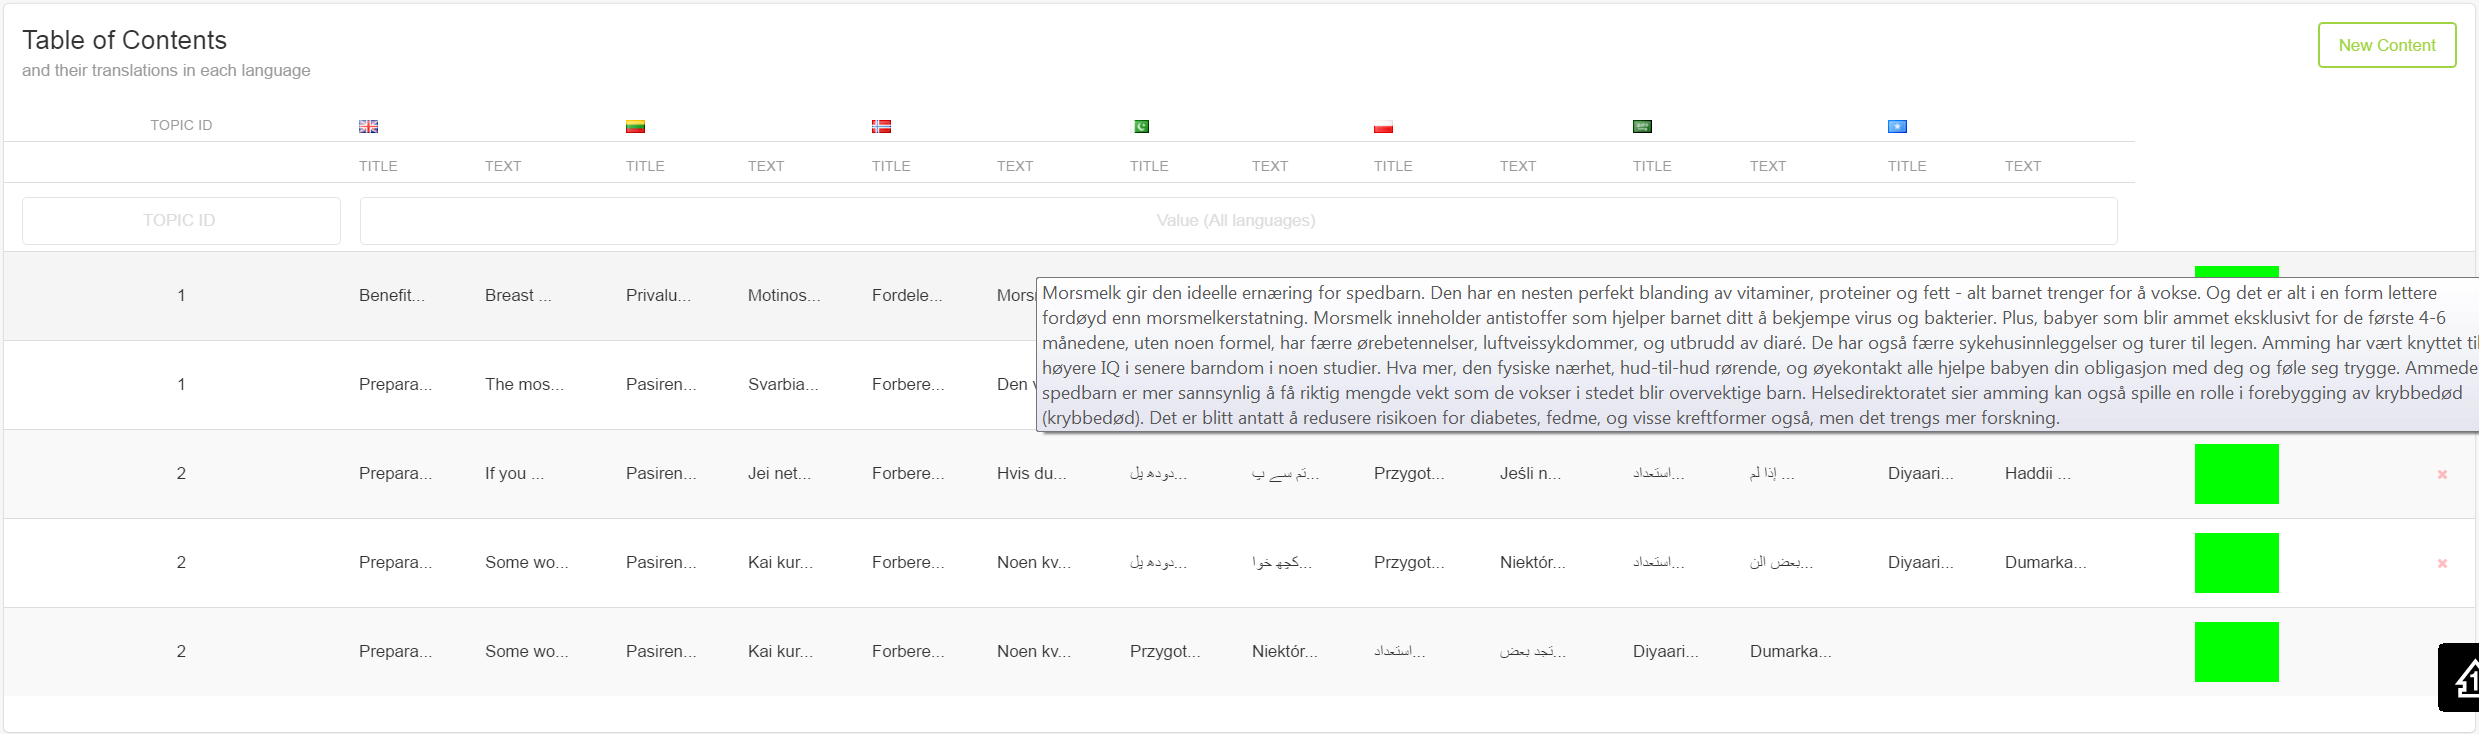 Table of Contents
New Content
and their translations in each language
TOPIC ID
TITLE TEXT TITLE TEXT TITLE TEXT TITLE TEXT TITLE TEXT TITLE TEXT TITLE TEXT
TOPIC ID Value (All languages)
1 Benefit... Breast ... Privalu... Motinos... Fordele... Mors
Morsmelk gir den ideelle ernæring for spedbarn. Den har en nesten perfekt blanding av vitaminer, proteiner og fett - alt barnet trenger for å vokse. Og det er alt i en form lettere
fordøyd enn morsmelkerstatning. Morsmelk inneholder antistoffer som hjelper barnet ditt å bekjempe virus og bakterier. Plus, babyer som blir ammet eksklusivt for de første 4-6
månedene, uten noen formel, har færre ørebetennelser, luftveissykdommer, og utbrudd av diaré. De har også færre sykehusinnleggelser og turer til legen. Amming har vært knyttet til
høyere IQ i senere barndom i noen studier. Hva mer, den fysiske nærhet, hud-til-hud rørende, og øyekontakt alle hjelpe babyen din obligasjon med deg og føle seg trygge. Ammede
spedbarn er mer sannsynlig å få riktig mengde vekt som de vokser i stedet blir overvektige barn. Helsedirektoratet sier amming kan også spille en rolle i forebygging av krybbedød
(krybbedød). Det er blitt antatt å redusere risikoen for diabetes, fedme, og visse kreftformer også, men det trengs mer forskning.
1 Prepara... The mos... Pasiren... Svarbia... Forbere... Den
2 Prepara... If you ... Pasiren... Jei net... Forbere... Hvis du... دودھ پل... تم سے پ... Przygot... Jeśli n... استعداد... إذا لم ... Diyaari... Haddii ...
2 Prepara... Some wo... Pasiren... Kai kur... Forbere... Noen kv... دودھ پل... کچھ خوا... Przygot... Niektór... استعداد... بعض الن... Diyaari... Dumarka...
2 Prepara... Some wo... Pasiren... Kai kur... Forbere... Noen kv... Przygot... Niektór... استعداد... تجد بعض... Diyaari... Dumarka...